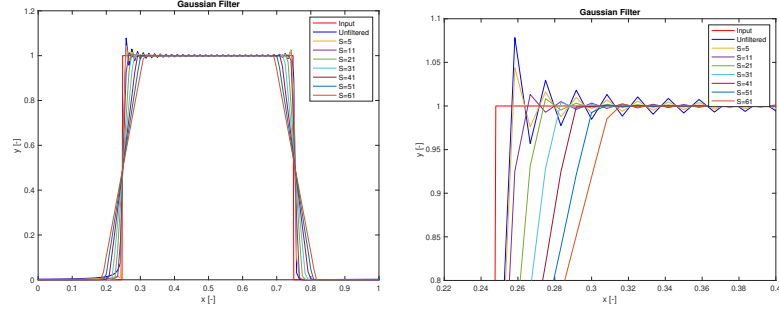 Gaussian Filter
1.2
1
0.8
0.6
0.4
0.2
0
y [-]
0 0.1 0.2 0.3 0.4 0.5 0.6 0.7 0.8 0.9 1
x [-]
Input
Unfiltered
S=5
S=11
S=21
S=31
S=41
S=51
S=61
Gaussian Filter
1.1
1.05
1
0.95
0.9
0.85
0.8
y [-]
0.22 0.24 0.26 0.28 0.3 0.32 0.34 0.36 0.38 0.4
x [-]
Input
Unfiltered
S=5
S=11
S=21
S=31
S=41
S=51
S=61